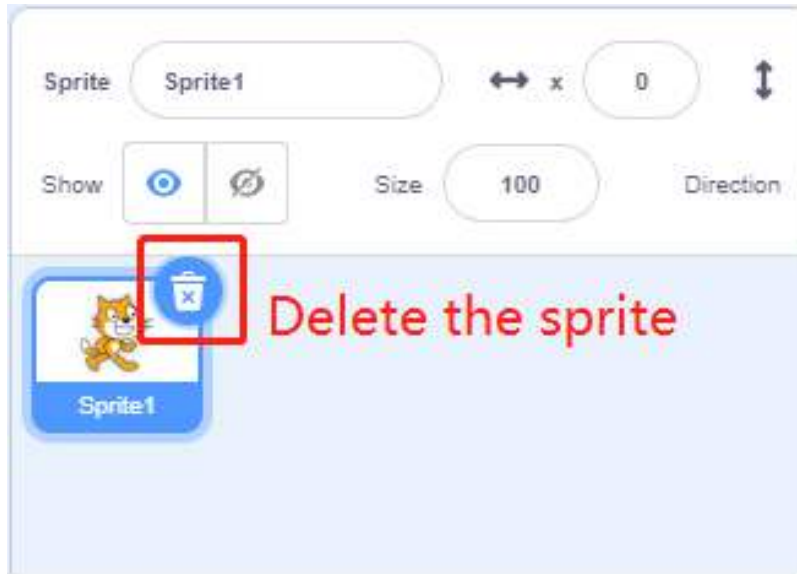 Sprite Sprite1 x 0
Show Size 100 Direction
Delete the sprite
Sprite1